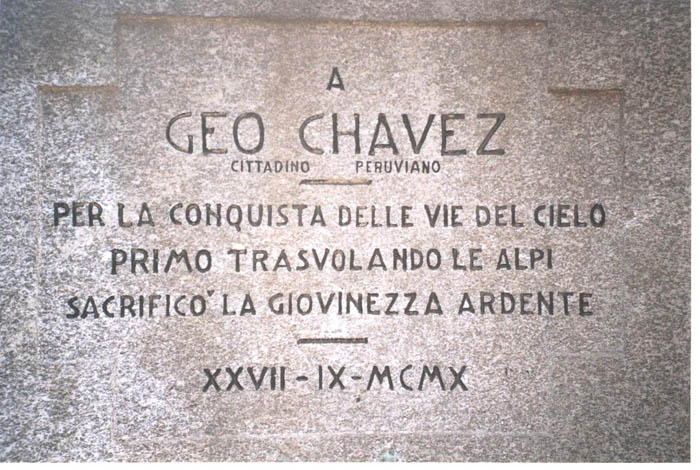 A
GEO CHAVEZ
CITTADINO PERUVIANO
PER LA CONQUISTA DELLE VIE DEL CIELO
PRIMO TRASVOLANDO LE ALPI
SACRIFICO' LA GIOVINEZZA ARDENTE
XXVII - IX - MCMX